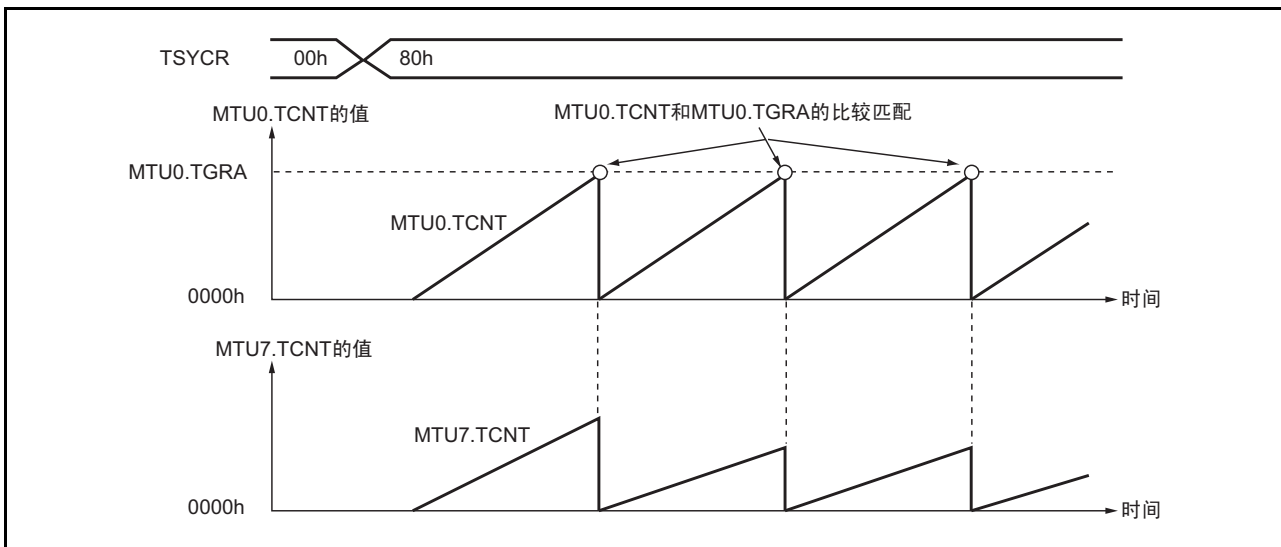 TSYCR 00h 80h
MTU0.TCNT的值 MTU0.TCNT和MTU0.TGRA的比较匹配
MTU0.TGRA
MTU0.TCNT
0000h
时间
MTU7.TCNT的值
MTU7.TCNT
0000h
时间